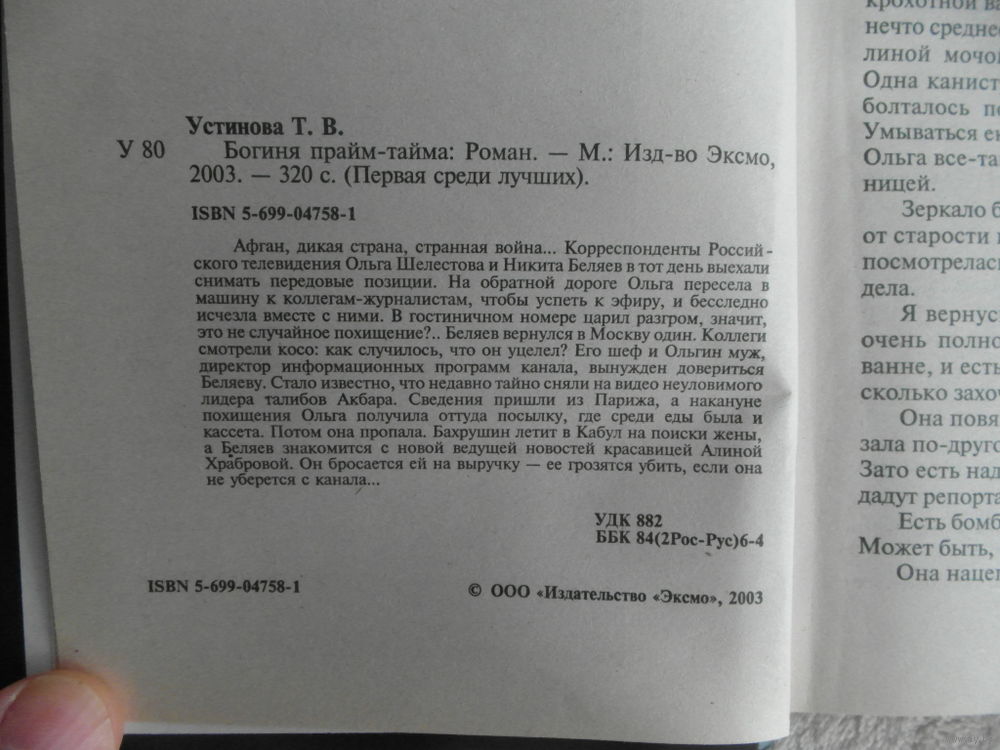 Устинова Т. В.
У 80 Богиня прайм-тайма: Роман. — М.: Изд-во Эксмо,
2003. — 320 с. (Первая среди лучших).
ISBN 5-699-04758-1
Афган, дикая страна, странная война... Корреспонденты Россий-
ского телевидения Ольга Шелестова и Никита Беляев в тот день выехали
снимать передовые позиции. На обратной дороге Ольга пересела в
машину к коллегам-журналистам, чтобы успеть к эфиру, и бесследно
исчезла вместе с ними. В гостиничном номере царил разгром, значит,
это не случайное похищение?.. Беляев вернулся в Москву один. Коллеги
смотрели косо: как случилось, что он уцелел? Его шеф и Ольгин муж,
директор информационных программ канала, вынужден довериться
Беляеву. Стало известно, что недавно тайно сняли на видео неуловимого
лидера талибов Акбара. Сведения пришли из Парижа, а накануне
похищения Ольга получила оттуда посылку, где среди еды была и
кассета. Потом она пропала. Бахрушин летит в Кабул на поиски жены,
а Беляев знакомится с новой ведущей новостей красавицей Алиной
Храбровой. Он бросается ей на выручку — ее грозятся убить, если она
не уберется с канала...
УДК 882
ББК 84(2Рос-Рус)6-4
ISBN 5-699-04758-1
© ООО «Издательство «Эксмо», 2003
крохотной
нечто средне
линой мочо
Одна канист
болталось
Умываться
Ольга все-та
ницей.
Зеркало б
от старости
посмотрелас
дела.
Я вернус
очень полно
ванне, и есть
сколько захо
Она повя
зала по-друго
Зато есть над
дадут репорта
Есть бомб
Может быть,
Она нацел